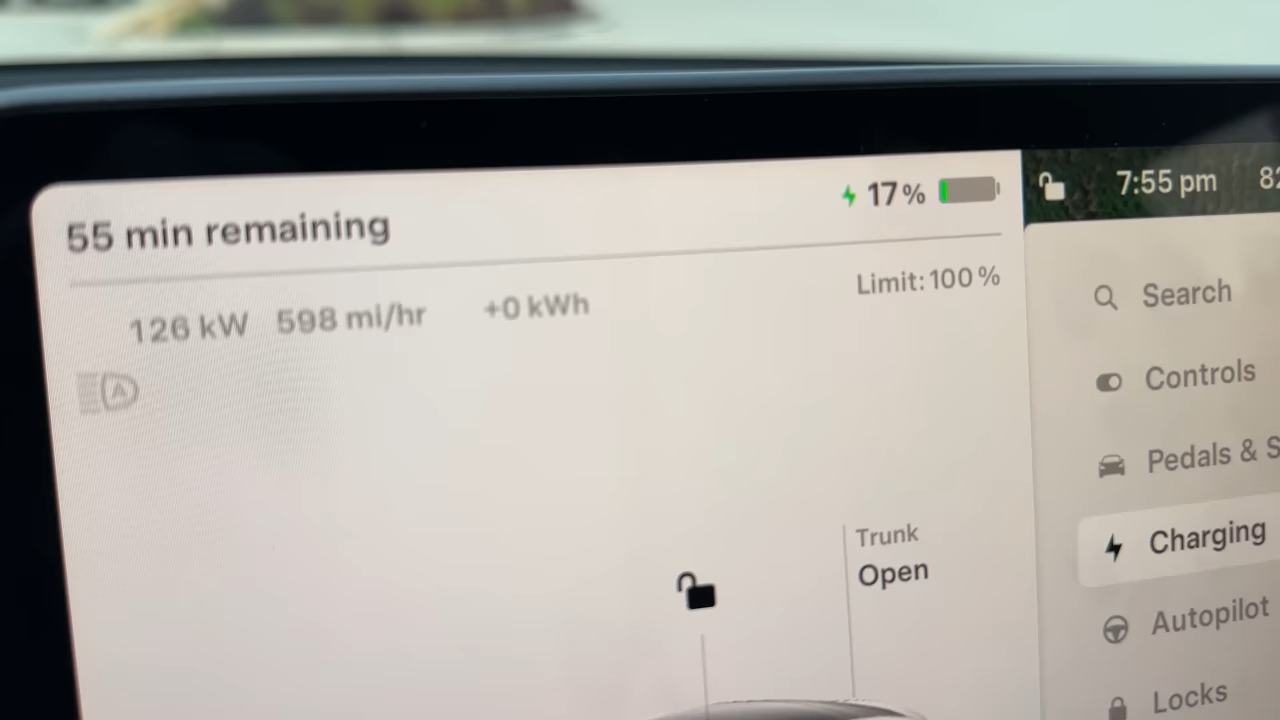 55 min remaining
17%
7:55 pm
126 kW 598 mi/hr +0 kWh
Limit: 100%
Trunk
Open
Search
Controls
Pedals &
Charging
Autopilot
Locks